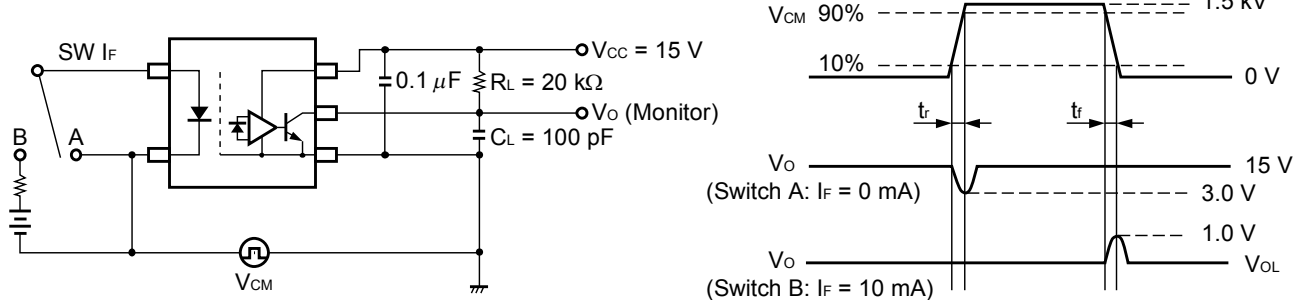 SW IF
B
A
VCC = 15 V
0.1 μF
RL = 20 kΩ
VO (Monitor)
CL = 100 pF
VCM
VCM 90%
1.5 kV
10%
0 V
tr
tf
VO
15 V
(Switch A: IF = 0 mA)
3.0 V
1.0 V
VO
VOL
(Switch B: IF = 10 mA)